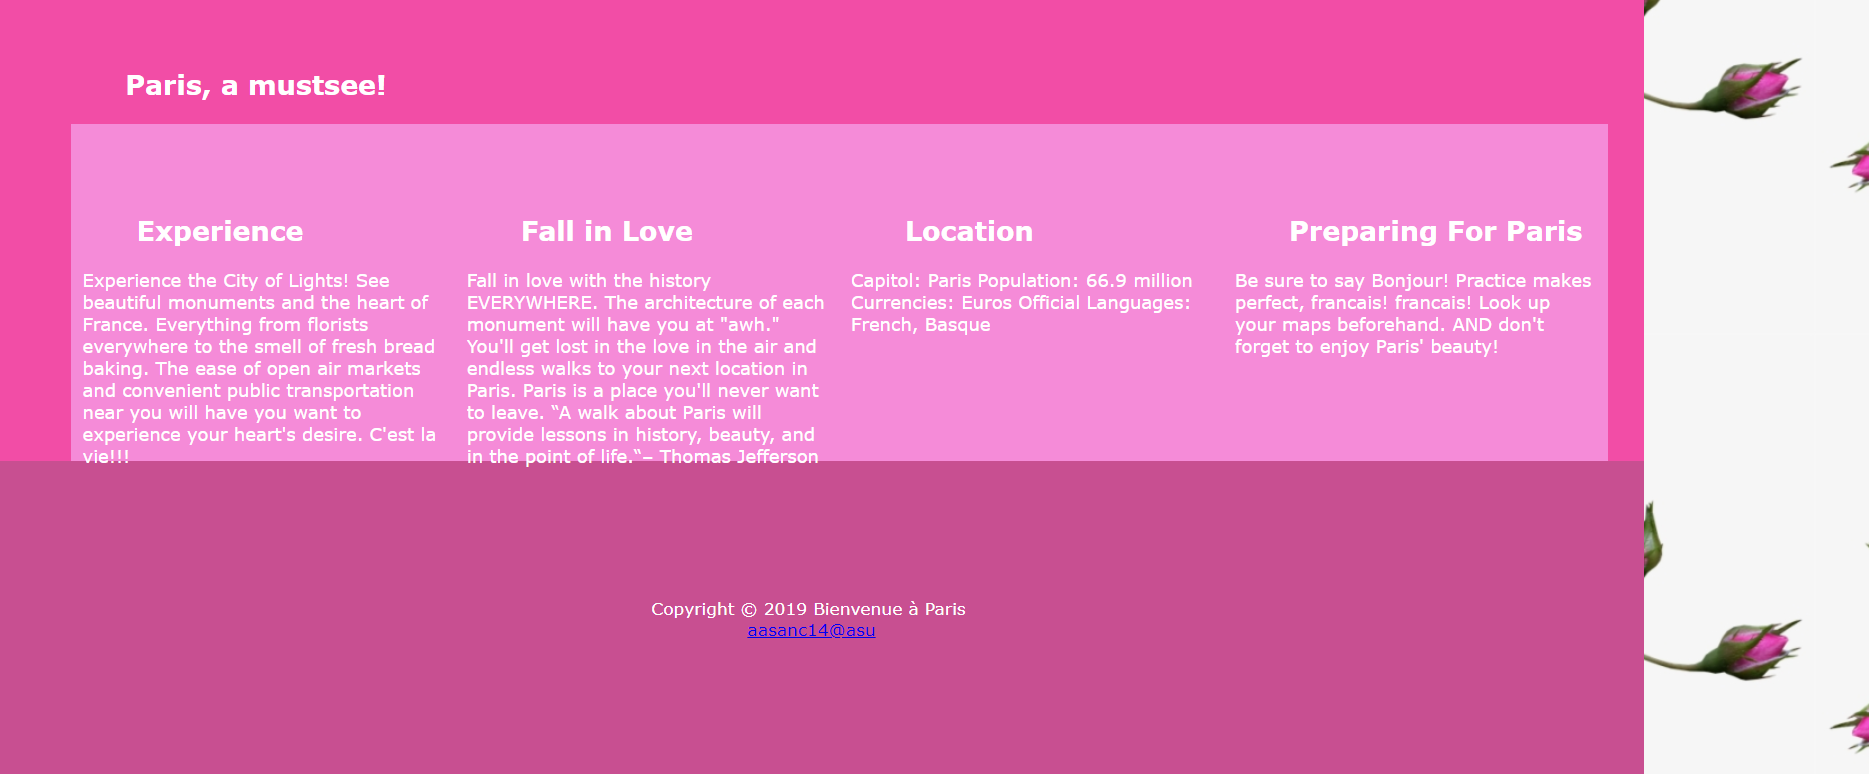 Paris, a mustsee!
Experience
Experience the City of Lights! See
beautiful monuments and the heart of
France. Everything from florists
everywhere to the smell of fresh bread
baking. The ease of open air markets
and convenient public transportation
near you will have you want to
experience your heart's desire. C'est la
vie!!!
Fall in Love
Fall in love with the history
EVERYWHERE. The architecture of each
monument will have you at "awh."
You'll get lost in the love in the air and
endless walks to your next location in
Paris. Paris is a place you'll never want
to leave. “A walk about Paris will
provide lessons in history, beauty, and
in the point of life.“– Thomas Jefferson
Location
Capitol: Paris Population: 66.9 million
Currencies: Euros Official Languages:
French, Basque
Preparing For Paris
Be sure to say Bonjour! Practice makes
perfect, francais! francais! Look up
your maps beforehand. AND don't
forget to enjoy Paris' beauty!
Copyright © 2019 Bienvenue à Paris
aasanc14@asu